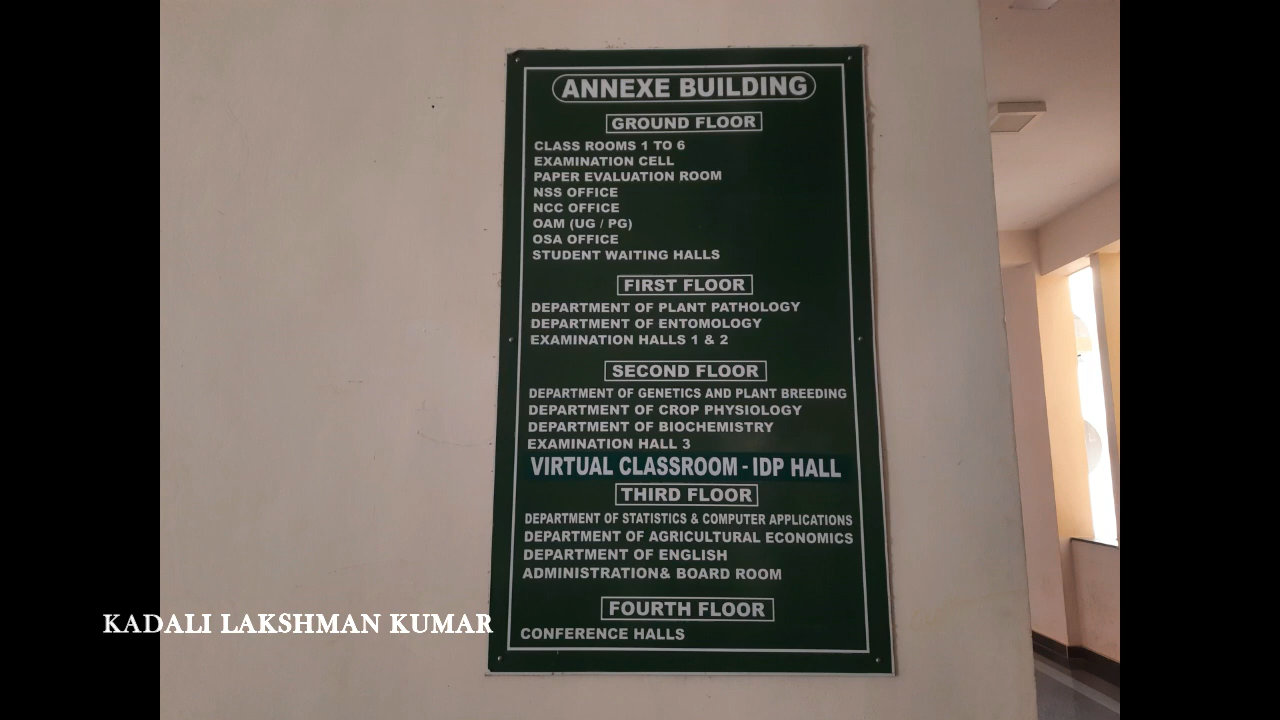 ANNEXE BUILDING
GROUND FLOOR
CLASS ROOMS 1 TO 6
EXAMINATION CELL
PAPER EVALUATION ROOM
NSS OFFICE
NCC OFFICE
OAM (UG / PG)
OSA OFFICE
STUDENT WAITING HALLS
FIRST FLOOR
DEPARTMENT OF PLANT PATHOLOGY
DEPARTMENT OF ENTOMOLOGY
EXAMINATION HALLS 1 & 2
SECOND FLOOR
DEPARTMENT OF GENETICS AND PLANT BREEDING
DEPARTMENT OF CROP PHYSIOLOGY
DEPARTMENT OF BIOCHEMISTRY
EXAMINATION HALL 3
VIRTUAL CLASSROOM - IDP HALL
THIRD FLOOR
DEPARTMENT OF STATISTICS & COMPUTER APPLICATIONS
DEPARTMENT OF AGRICULTURAL ECONOMICS
DEPARTMENT OF ENGLISH
ADMINISTRATION& BOARD ROOM
FOURTH FLOOR
CONFERENCE HALLS
KADALI LAKSHMAN KUMAR